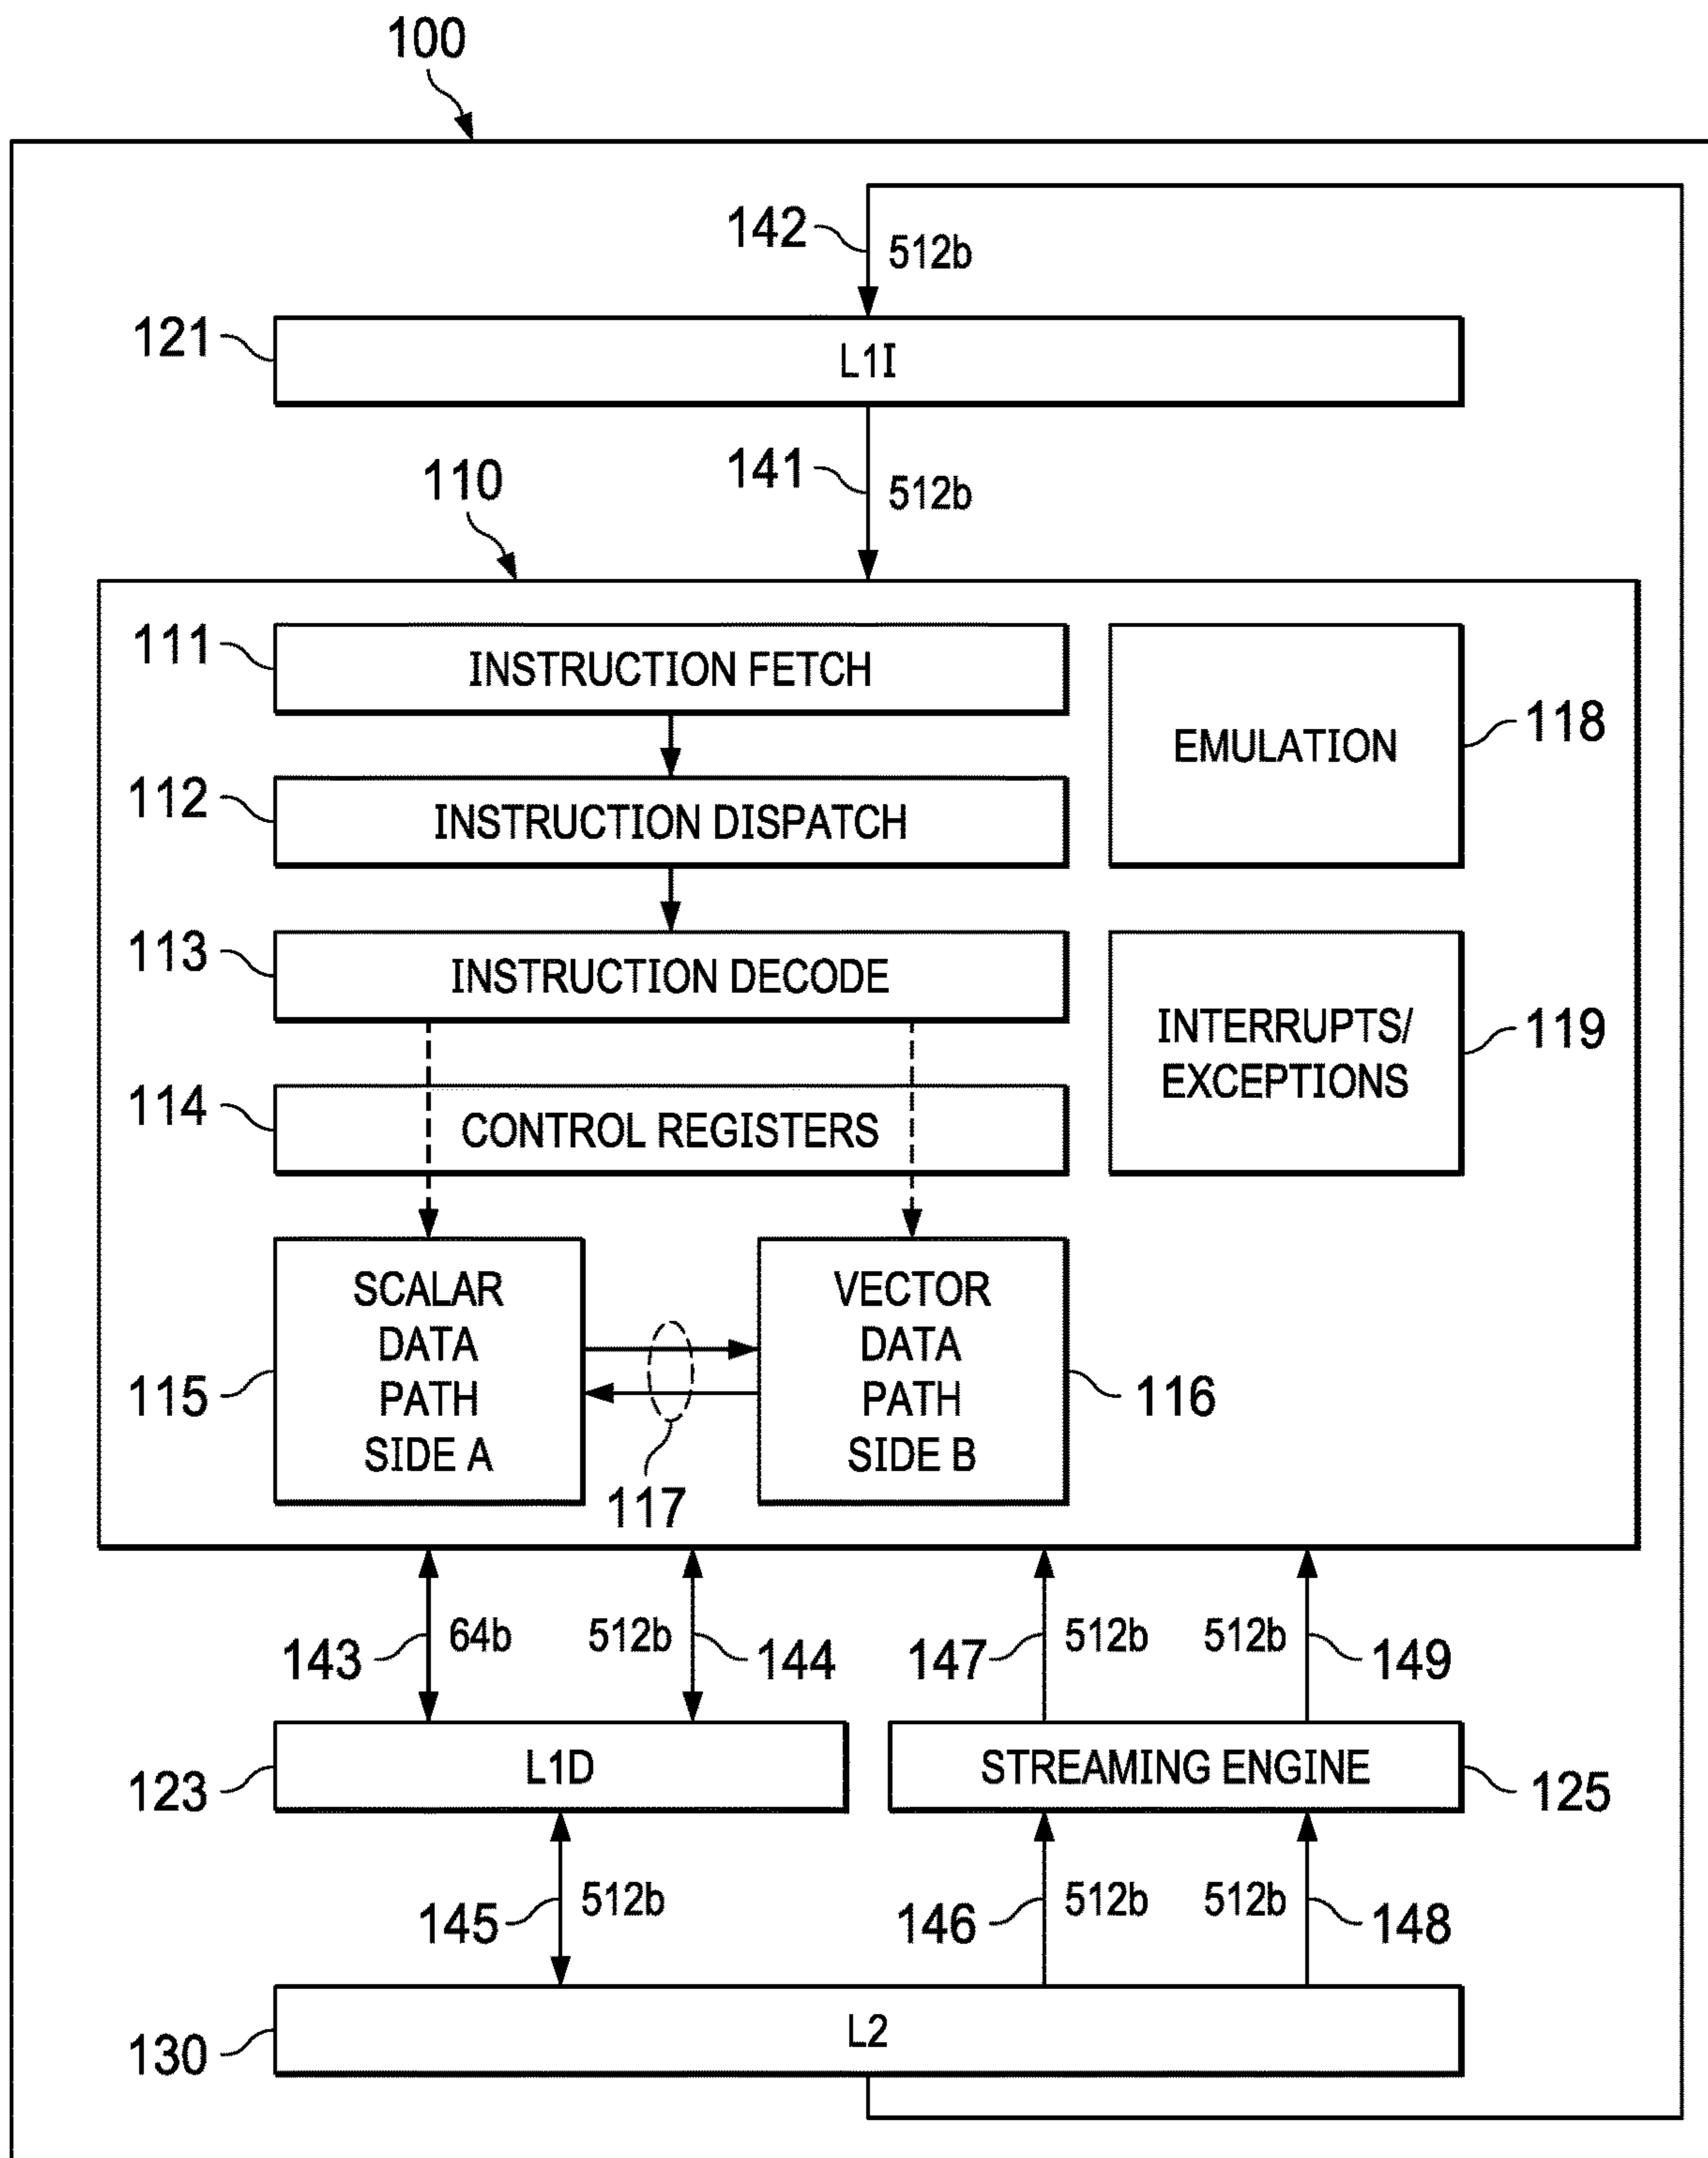 100
142
512b
121
L1I
141
512b
110
111
INSTRUCTION FETCH
EMULATION
118
112
INSTRUCTION DISPATCH
113
INSTRUCTION DECODE
INTERRUPTS/
EXCEPTIONS
119
114
CONTROL REGISTERS
SCALAR
DATA
PATH
SIDE A
115
VECTOR
DATA
PATH
SIDE B
116
117
143
64b
512b
144
147
512b
512b
149
123
L1D
STREAMING ENGINE
125
145
512b
146
512b
512b
148
130
L2